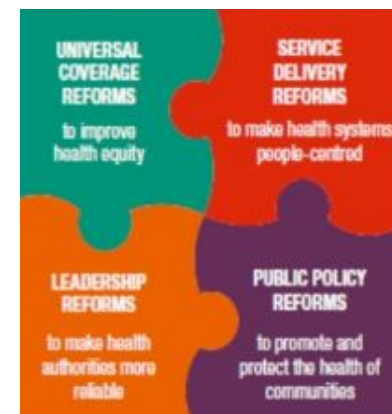 UNIVERSAL
COVERAGE
REFORMS
to improve
health equity
SERVICE
DELIVERY
REFORMS
to make health systems
people-centred
LEADERSHIP
REFORMS
to make health
authorities more
reliable
PUBLIC POLICY
REFORMS
to promote and
protect the health of
communities